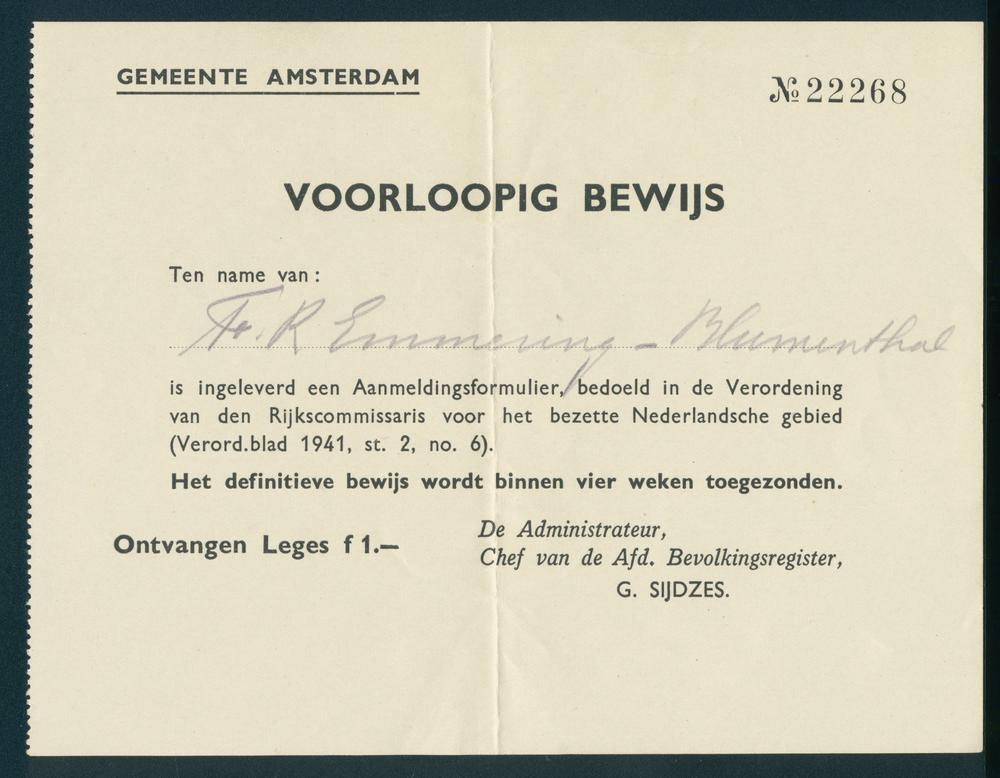 GEMEENTE AMSTERDAM
№ 22268
VOORLOOPIG BEWIJS
Ten name van:
Fr. R Emmering - Blumenthal
is ingeleverd een Aanmeldingsformulier, bedoeld in de Verordening
van den Rijkscommissaris voor het bezette Nederlandsche gebied
(Verord.blad 1941, st. 2, no. 6).
Het definitieve bewijs wordt binnen vier weken toegezonden.
Ontvangen Leges f 1.—
De Administrateur,
Chef van de Afd. Bevolkingsregister,
G. SIJDZES.